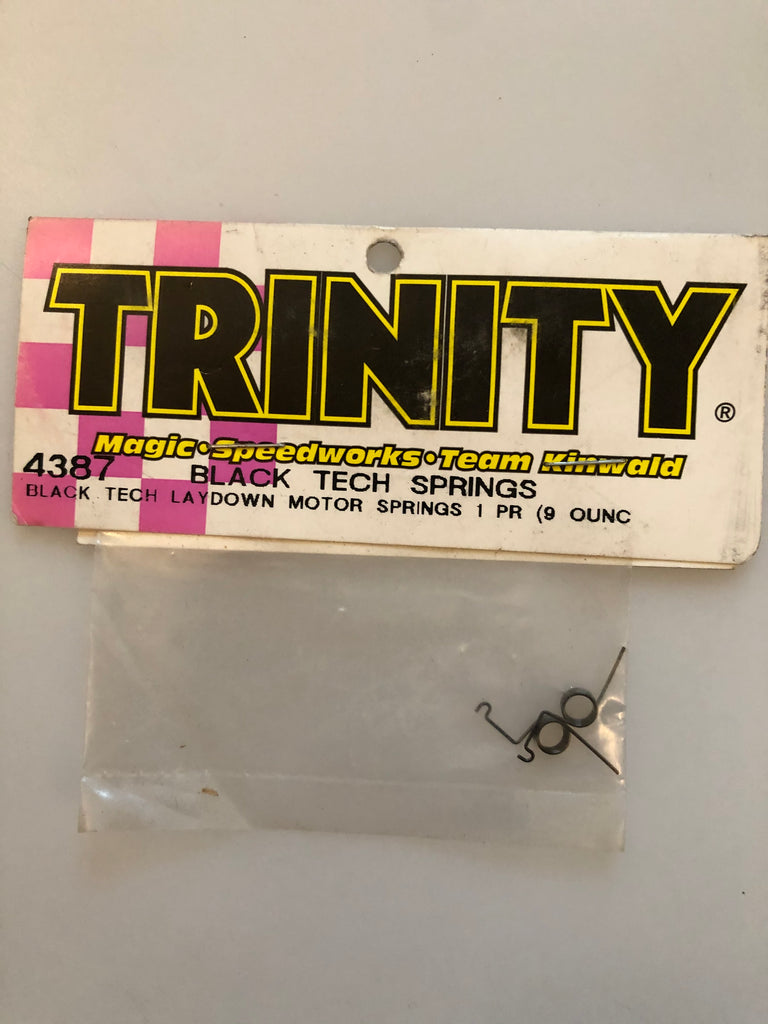 TRINITY®
Magic•Speedworks•Team Kinwald
4387 BLACK TECH SPRINGS
BLACK TECH LAYDOWN MOTOR SPRINGS 1 PR (9 OUNC